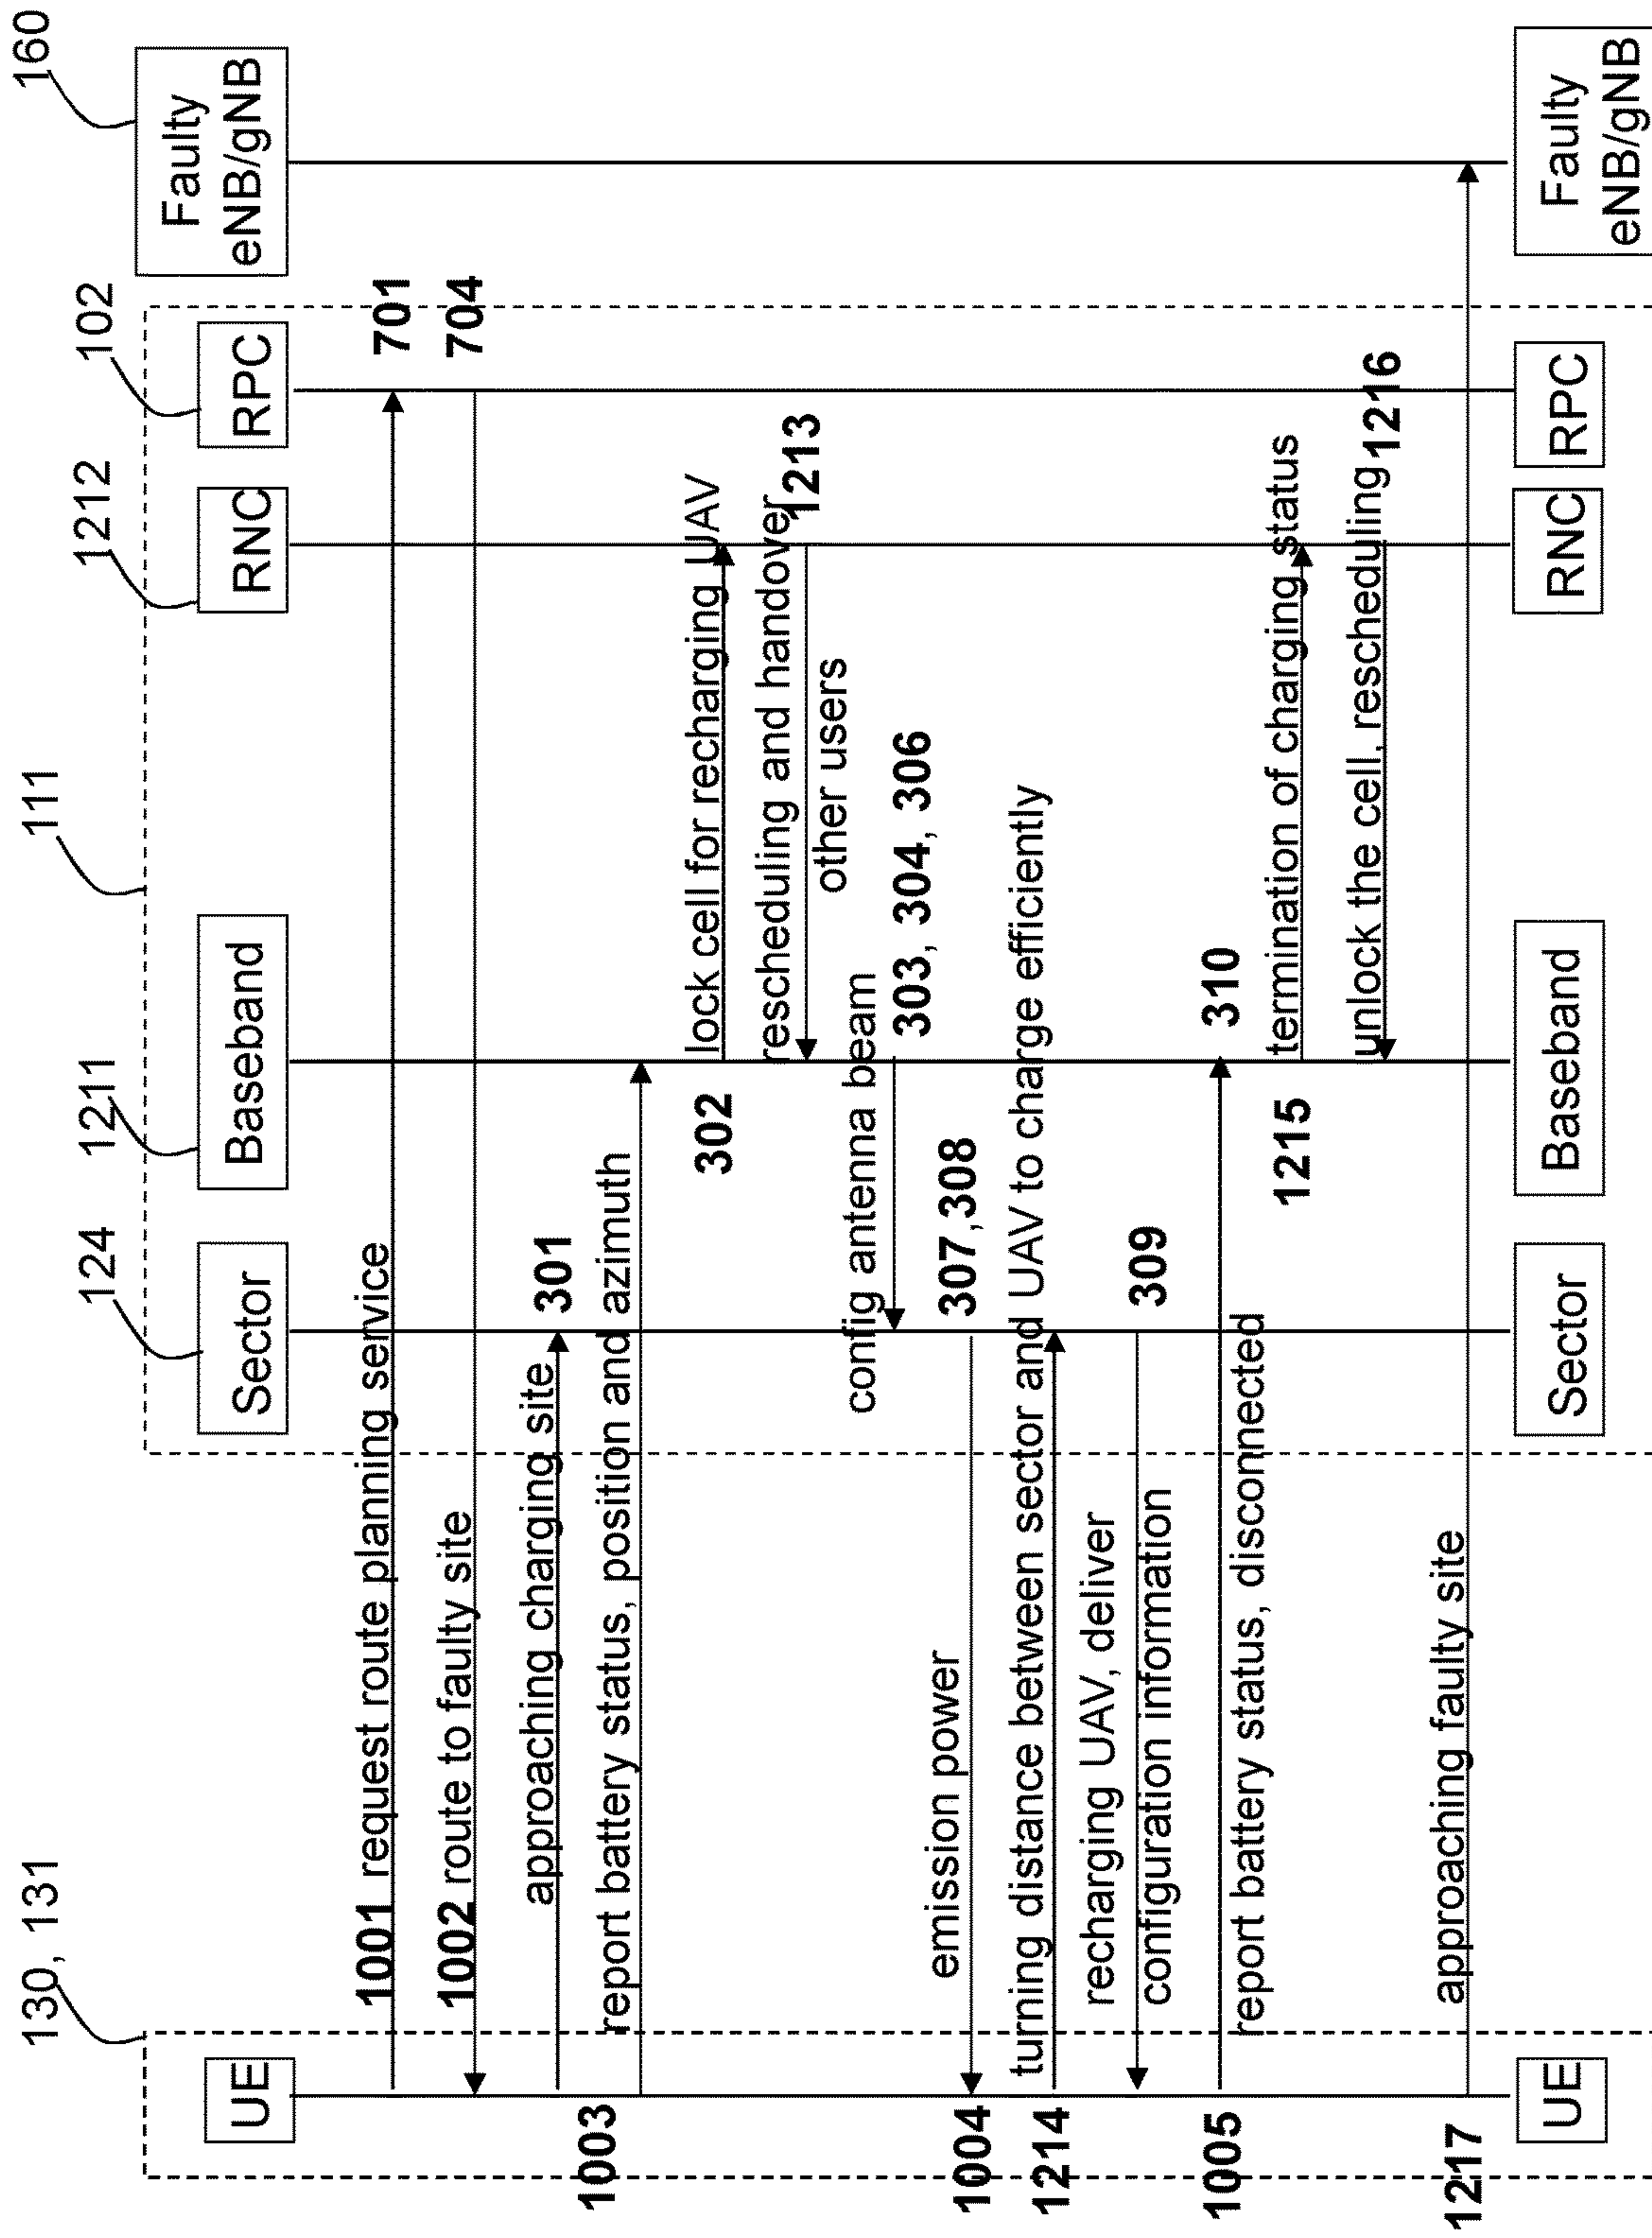 130, 131
111
160
124
1211
1212
102
UE
Sector
Baseband
RNC
RPC
Faulty
eNB/gNB
1001 request route planning service
701
1002 route to faulty site
704
approaching charging site
301
1003
report battery status, position and azimuth
302
lock cell for recharging UAV
rescheduling and handover
other users
1213
config antenna beam
303, 304, 306
emission power
307,308
1004
turning distance between sector and UAV to charge efficiently
1214
recharging UAV, deliver
configuration information
309
1005
report battery status, disconnected
310
1215
termination of charging status
unlock the cell, rescheduling
1216
approaching faulty site
1217
UE
Sector
Baseband
RNC
RPC
Faulty
eNB/gNB